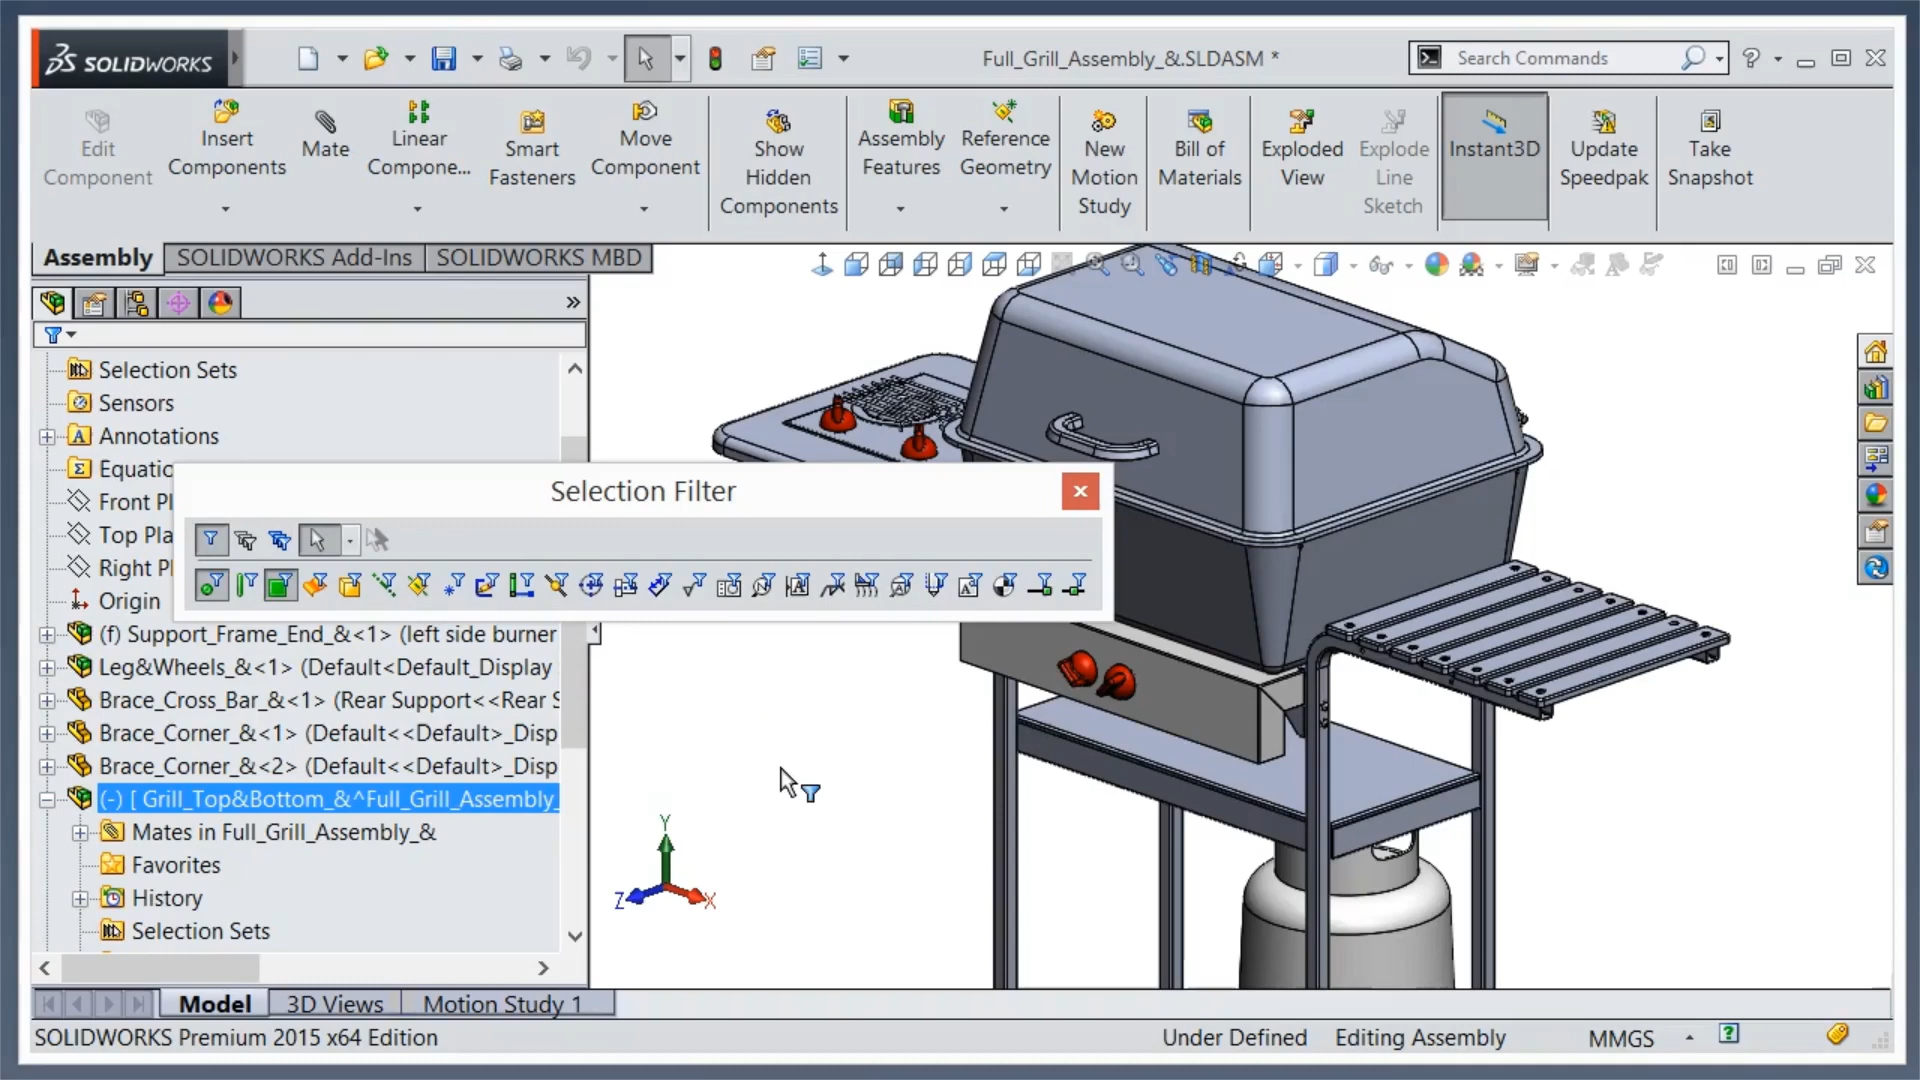 SOLIDWORKS
Full_Grill_Assembly_&.SLDASM *
Search Commands
Edit Component
Insert Components
Mate
Linear Compone...
Smart Fasteners
Move Component
Show Hidden Components
Assembly Features
Reference Geometry
New Motion Study
Bill of Materials
Exploded View
Explode Line Sketch
Instant3D
Update Speedpak
Take Snapshot
Assembly
SOLIDWORKS Add-Ins
SOLIDWORKS MBD
Selection Sets
Sensors
Annotations
Equatio
Front Pl
Top Pla
Right P
Origin
Selection Filter
(f) Support_Frame_End_&<1> (left side burner
Leg&Wheels_&<1> (Default<Default_Display
Brace_Cross_Bar_&<1> (Rear Support<<Rear S
Brace_Corner_&<1> (Default<<Default>_Disp
Brace_Corner_&<2> (Default<<Default>_Disp
(-) [ Grill_Top&Bottom_&^Full_Grill_Assembly_
Mates in Full_Grill_Assembly_&
Favorites
History
Selection Sets
Y
Z
X
Model
3D Views
Motion Study 1
SOLIDWORKS Premium 2015 x64 Edition
Under Defined
Editing Assembly
MMGS